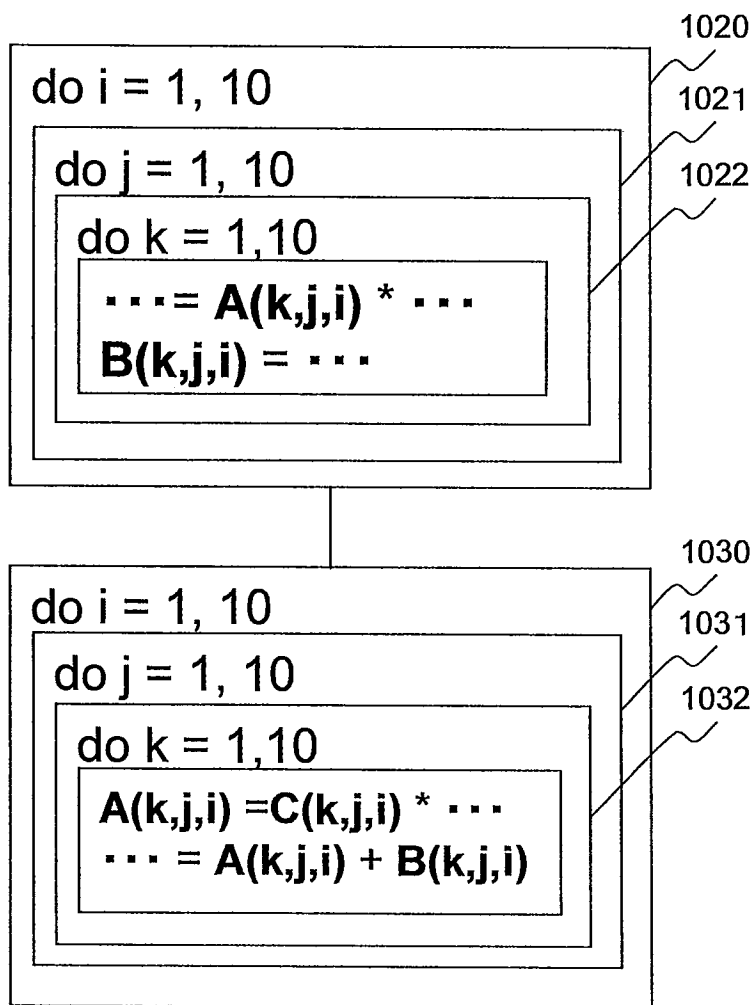 1020
do i = 1, 10
1021
do j = 1, 10
1022
do k = 1,10
··· = A(k,j,i) * ···
B(k,j,i) = ···
1030
do i = 1, 10
1031
do j = 1, 10
1032
do k = 1,10
A(k,j,i) =C(k,j,i) * ···
··· = A(k,j,i) + B(k,j,i)